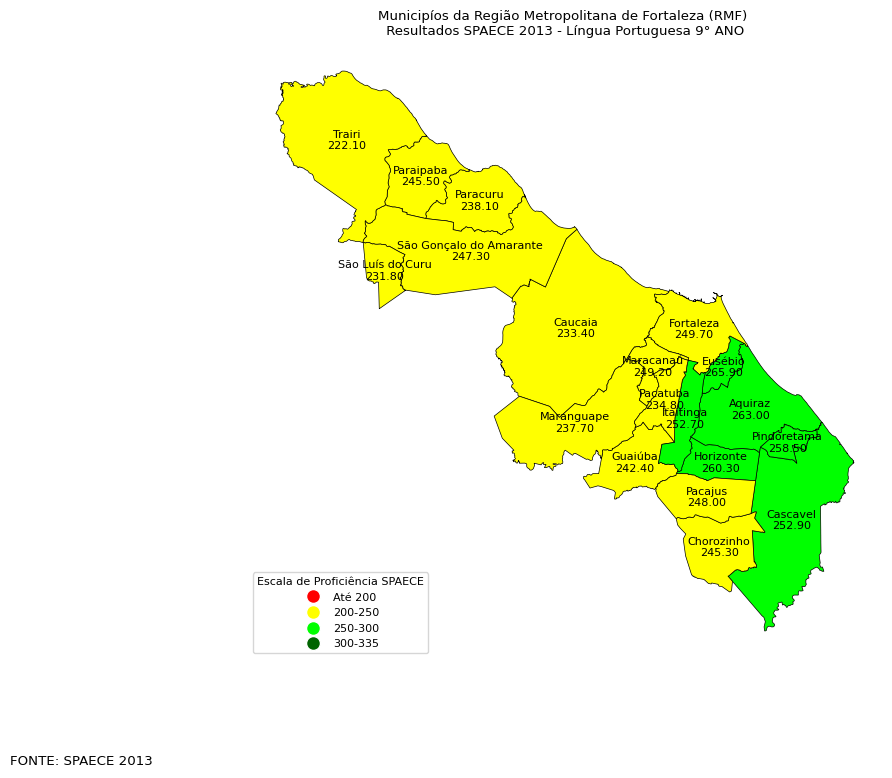 Municipíos da Região Metropolitana de Fortaleza (RMF)
Resultados SPAECE 2013 - Língua Portuguesa 9° ANO
Trairi
222.10
Paraipaba
245.50
Paracuru
238.10
São Gonçalo do Amarante
247.30
São Luís do Curu
231.80
Caucaia
233.40
Fortaleza
249.70
Maracanaú
249.20
Eusébio
265.90
Pacatuba
234.80
Itaitinga
252.70
Aquiraz
263.00
Maranguape
237.70
Pindoretama
258.50
Guaiúba
242.40
Horizonte
260.30
Pacajus
248.00
Cascavel
252.90
Chorozinho
245.30
Escala de Proficiência SPAECE
Até 200
200-250
250-300
300-335
FONTE: SPAECE 2013